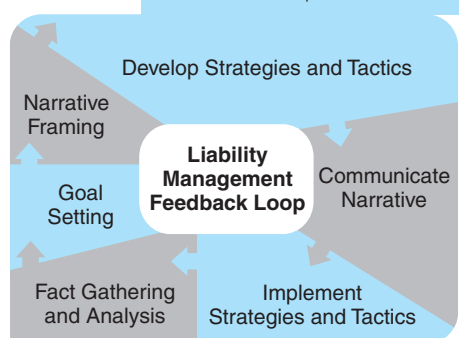 Develop Strategies and Tactics
Narrative
Framing
Liability
Management
Feedback Loop
Communicate
Narrative
Goal
Setting
Fact Gathering
and Analysis
Implement
Strategies and Tactics